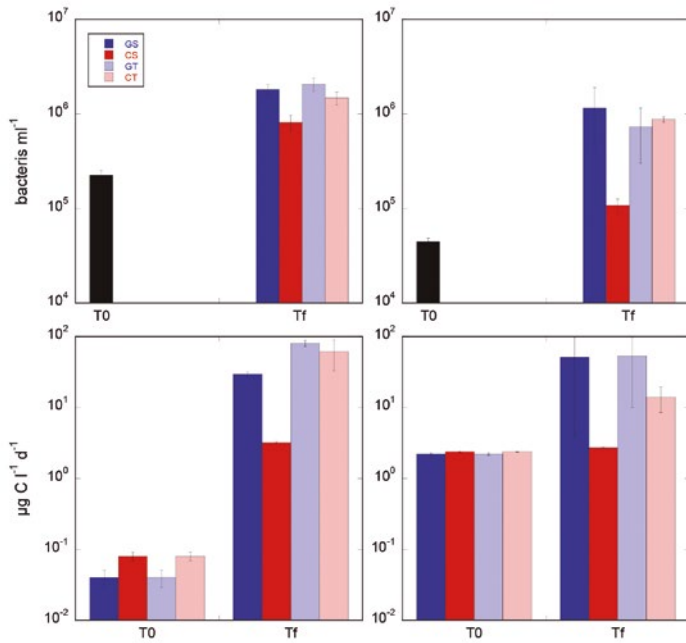 10⁷
10⁶
10⁵
10⁴
bacteris ml⁻¹
GS
CS
GT
CT
T0 Tf
10⁷
10⁶
10⁵
10⁴
T0 Tf
10²
10¹
10⁰
10⁻¹
10⁻²
µg C l⁻¹ d⁻¹
T0 Tf
10²
10¹
10⁰
10⁻¹
10⁻²
T0 Tf